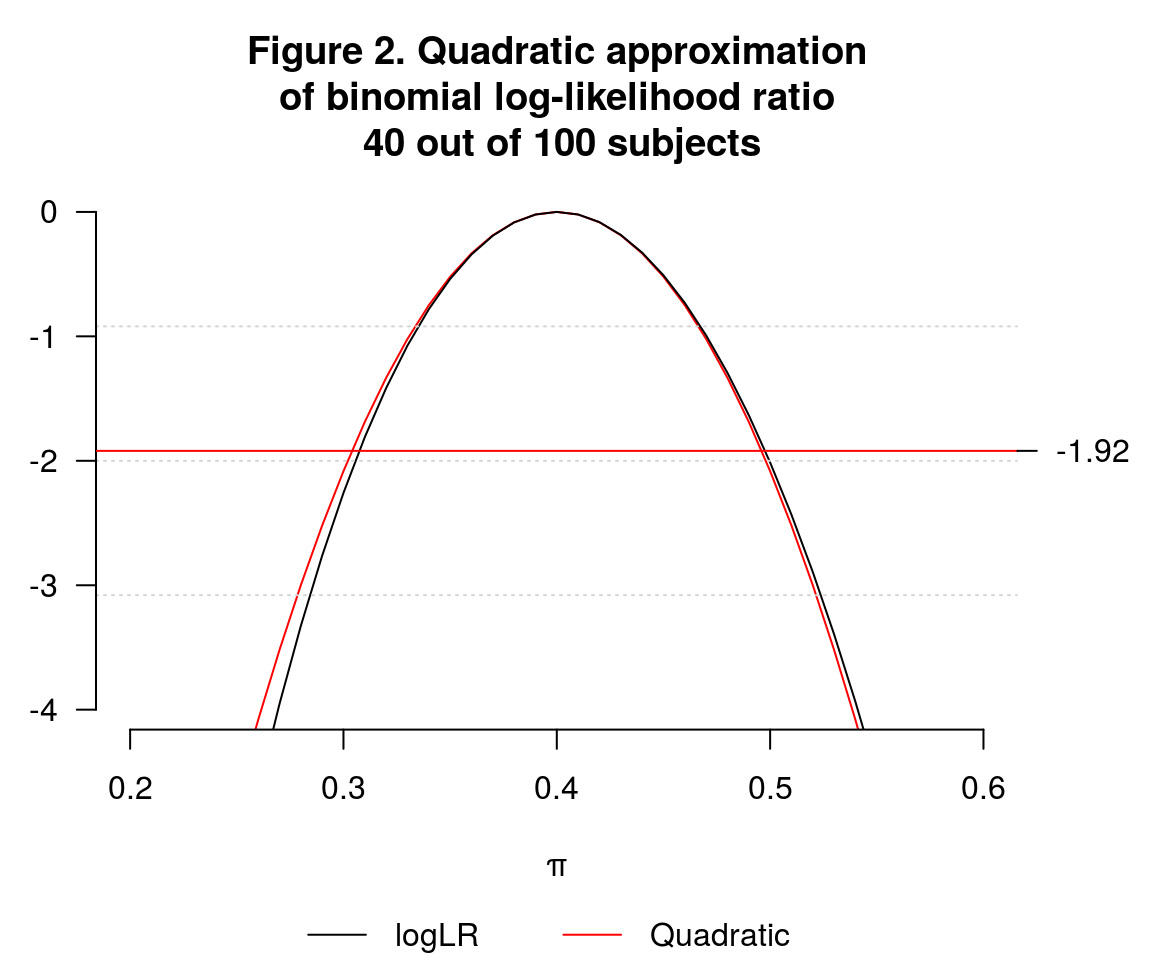 Figure 2. Quadratic approximation
of binomial log-likelihood ratio
40 out of 100 subjects
0
-1
-2
-3
-4
-1.92
0.2 0.3 0.4 0.5 0.6
π
logLR Quadratic